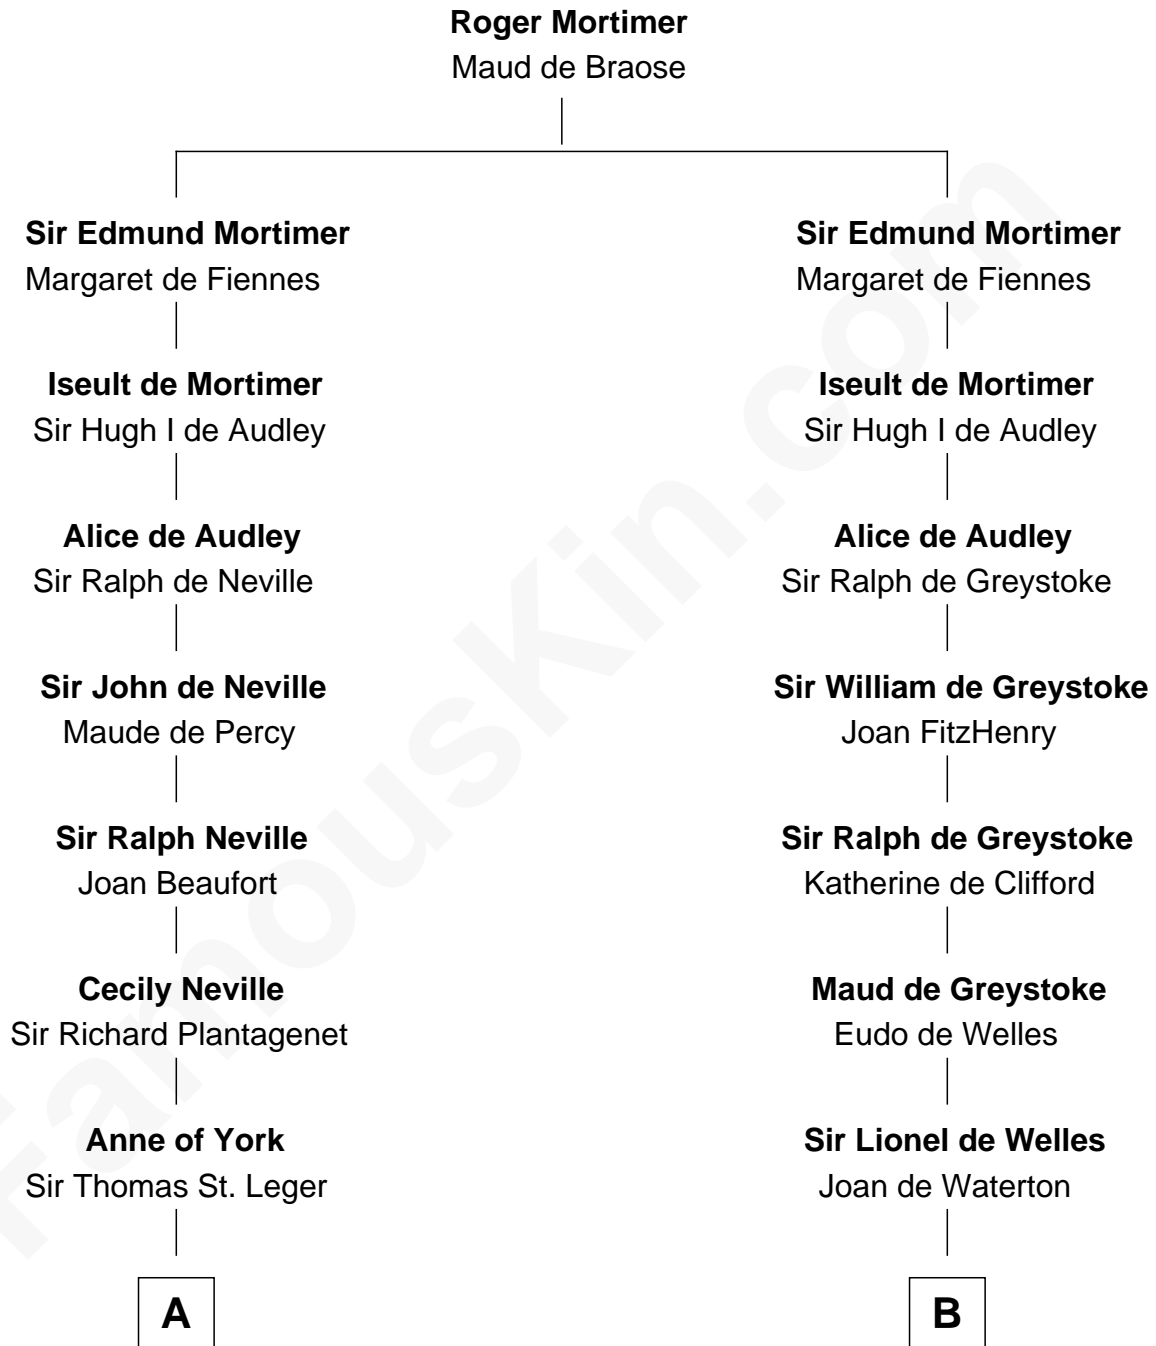 Roger Mortimer
Maud de Braose
Sir Edmund Mortimer
Margaret de Fiennes
Sir Edmund Mortimer
Margaret de Fiennes
Iseult de Mortimer
Sir Hugh I de Audley
Iseult de Mortimer
Sir Hugh I de Audley
Alice de Audley
Sir Ralph de Neville
Alice de Audley
Sir Ralph de Greystoke
Sir John de Neville
Maude de Percy
Sir William de Greystoke
Joan FitzHenry
Sir Ralph Neville
Joan Beaufort
Sir Ralph de Greystoke
Katherine de Clifford
Cecily Neville
Sir Richard Plantagenet
Maud de Greystoke
Eudo de Welles
Anne of York
Sir Thomas St. Leger
Sir Lionel de Welles
Joan de Waterton
A
B
FamousKin.com